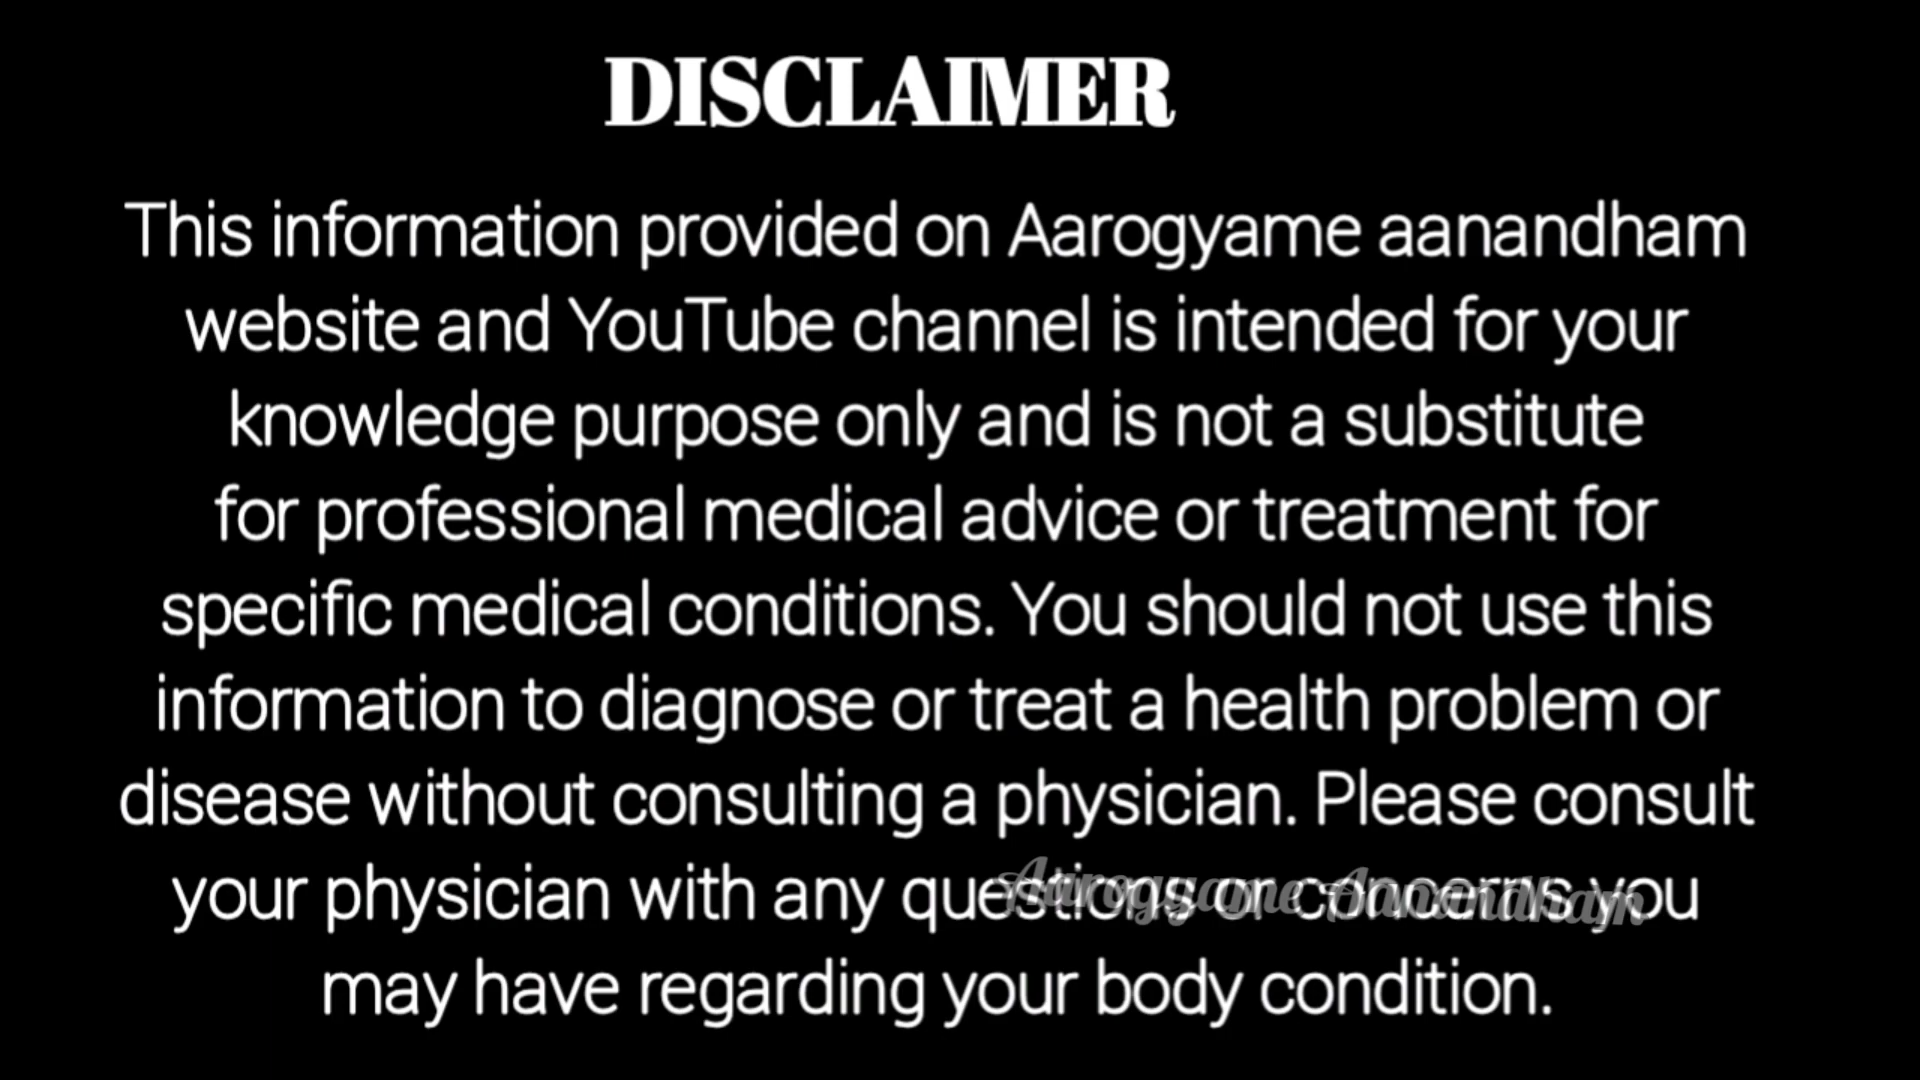 DISCLAIMER
This information provided on Aarogyame aanandham
website and YouTube channel is intended for your
knowledge purpose only and is not a substitute
for professional medical advice or treatment for
specific medical conditions. You should not use this
information to diagnose or treat a health problem or
disease without consulting a physician. Please consult
your physician with any questions or concerns you
may have regarding your body condition.
Aarogyame Aanandham